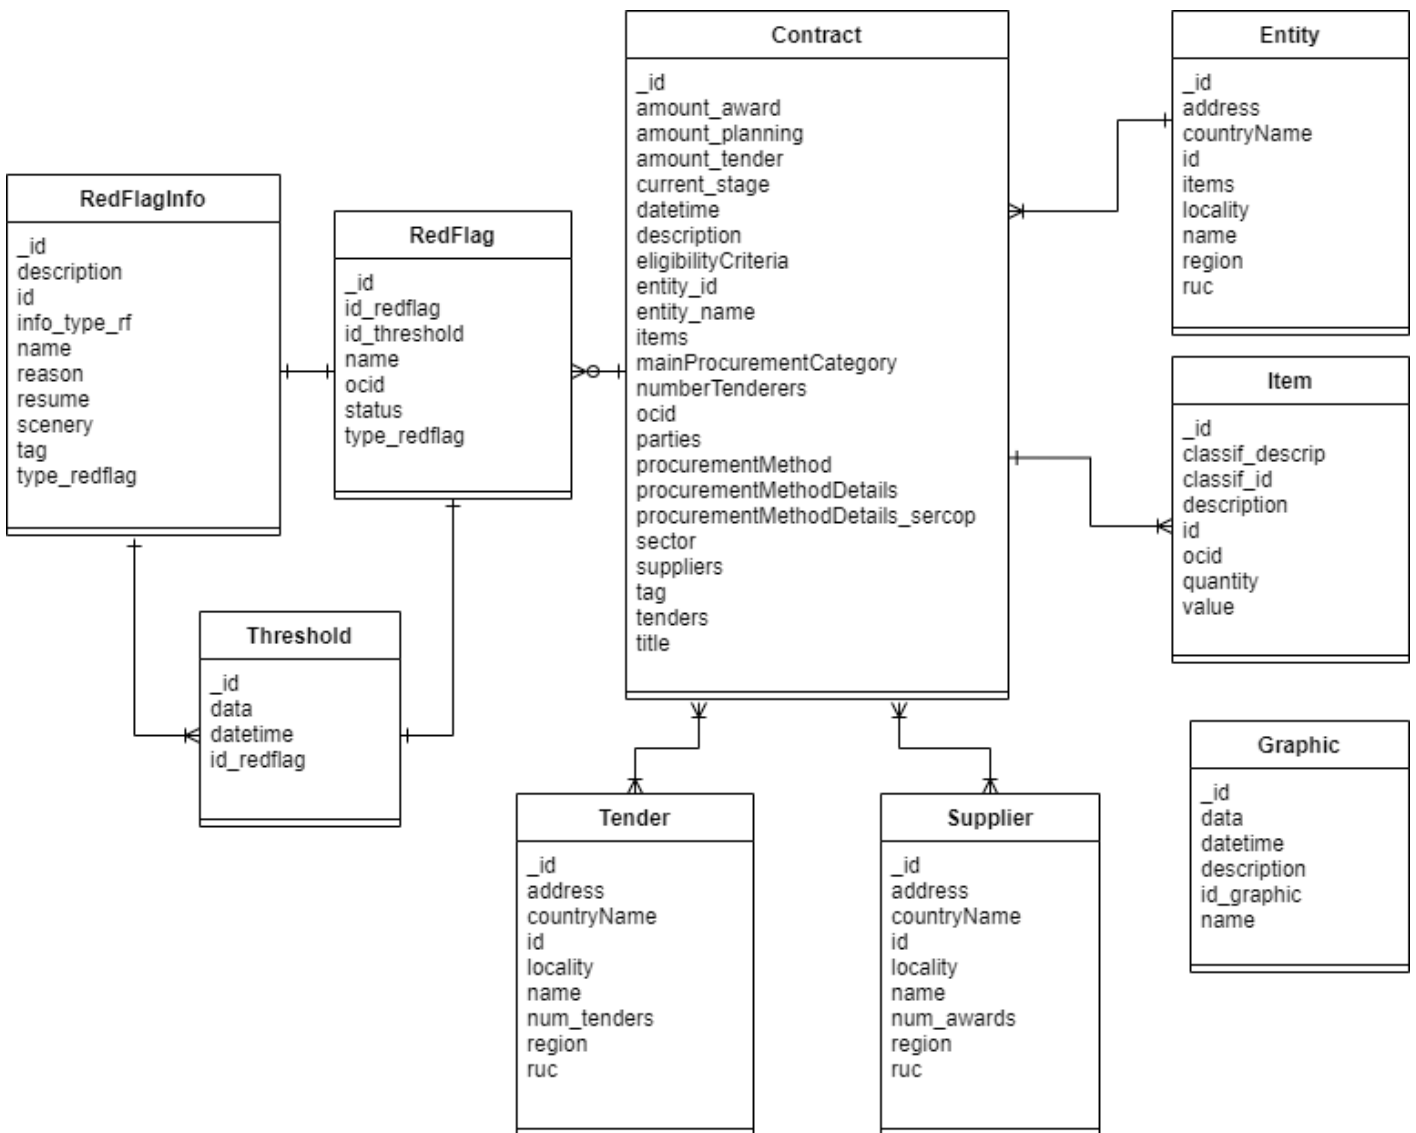 Contract
_id
amount_award
amount_planning
amount_tender
current_stage
datetime
description
eligibilityCriteria
entity_id
entity_name
items
mainProcurementCategory
numberTenderers
ocid
parties
procurementMethod
procurementMethodDetails
procurementMethodDetails_sercop
sector
suppliers
tag
tenders
title
Entity
_id
address
countryName
id
items
locality
name
region
ruc
RedFlagInfo
_id
description
id
info_type_rf
name
reason
resume
scenery
tag
type_redflag
RedFlag
_id
id_redflag
id_threshold
name
ocid
status
type_redflag
Item
_id
classif_descrip
classif_id
description
id
ocid
quantity
value
Threshold
_id
data
datetime
id_redflag
Graphic
_id
data
datetime
description
id_graphic
name
Tender
_id
address
countryName
id
locality
name
num_tenders
region
ruc
Supplier
_id
address
countryName
id
locality
name
num_awards
region
ruc